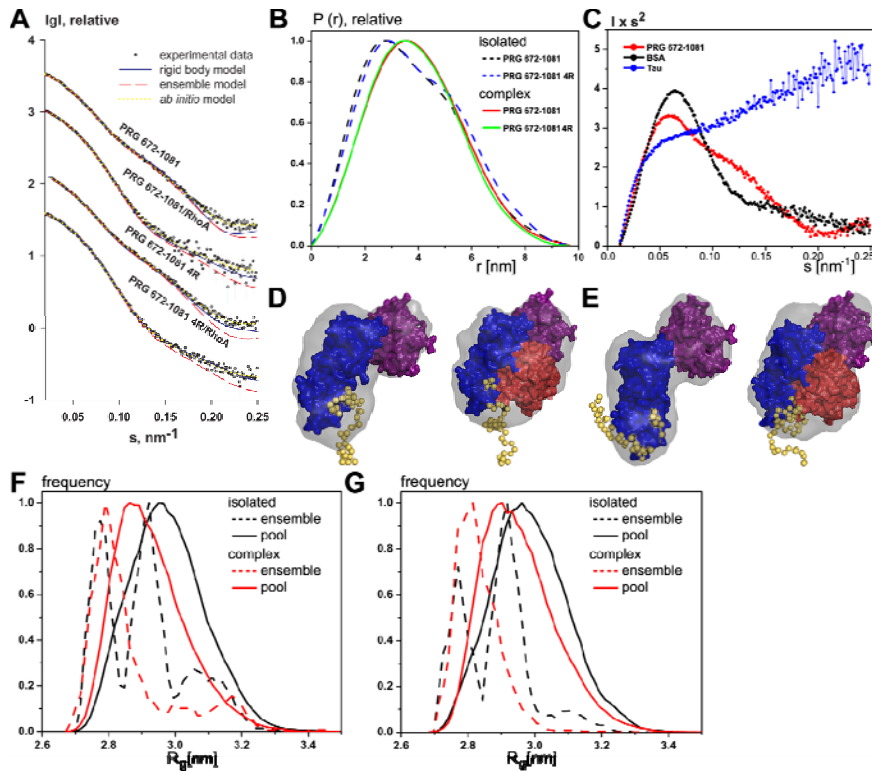 A
lgI, relative
experimental data
rigid body model
ensemble model
ab initio model
4
3
2
1
0
-1
PRG 672-1081
PRG 672-1081/RhoA
PRG 672-1081 4R
PRG 672-1081 4R/RhoA
0.05 0.10 0.15 0.20 0.25
s, nm-1
B
P (r), relative
isolated
PRG 672-1081
PRG 672-1081 4R
complex
PRG 672-1081
PRG 672-1081 4R
1.0
0.8
0.6
0.4
0.2
0.0
0 2 4 6 8 10
r [nm]
C
I x s2
PRG 672-1081
BSA
Tau
5
4
3
2
1
0
0.00 0.05 0.10 0.15 0.20 0.25
s [nm-1]
D
E
F
frequency
isolated
ensemble
pool
complex
ensemble
pool
1.0
0.8
0.6
0.4
0.2
0.0
2.6 2.8 3.0 3.2 3.4
Rg[nm]
G
frequency
isolated
ensemble
pool
complex
ensemble
pool
1.0
0.8
0.6
0.4
0.2
0.0
2.6 2.8 3.0 3.2 3.4
Rg[nm]